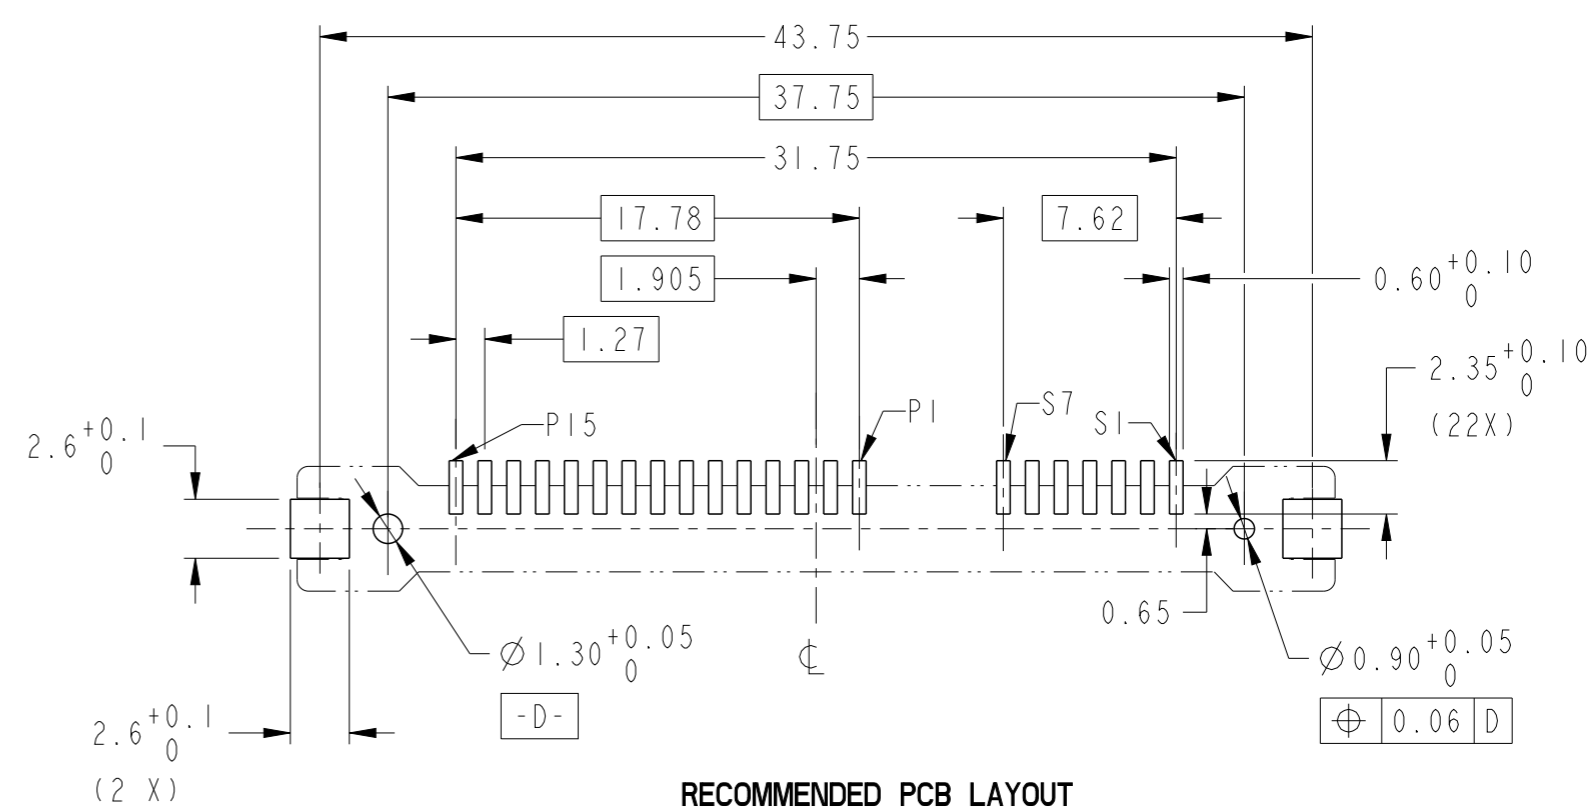 43.75
37.75
31.75
17.78
7.62
1.905
0.60 +0.10 0
1.27
2.35 +0.10 0
(22X)
2.6 +0.1 0
P15
P1
S7
S1
0.65
Ø1.30 +0.05 0
-D-
℄
Ø0.90 +0.05 0
⌖ 0.06 D
2.6 +0.1 0
(2 X)
RECOMMENDED PCB LAYOUT